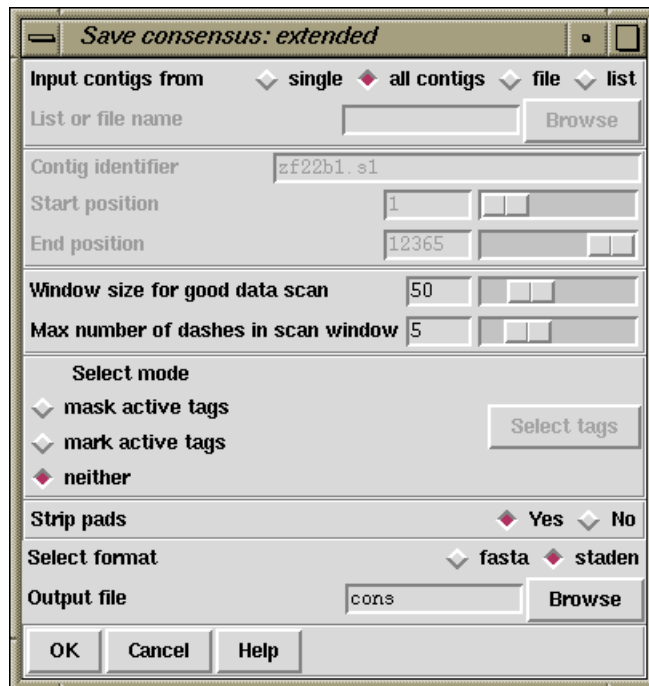 Save consensus: extended
Input contigs from single all contigs file list
List or file name Browse
Contig identifier zf22b1.s1
Start position 1
End position 12365
Window size for good data scan 50
Max number of dashes in scan window 5
Select mode
mask active tags
mark active tags
Select tags
neither
Strip pads Yes No
Select format fasta staden
Output file cons Browse
OK Cancel Help